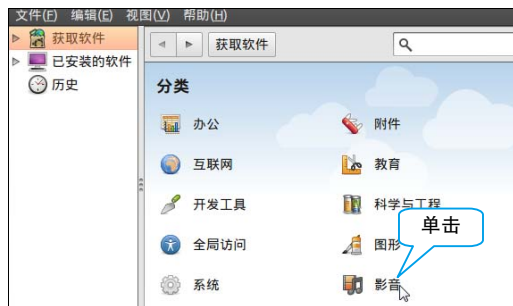 文件(F) 编辑(E) 视图(V) 帮助(H)
获取软件
已安装的软件
历史
获取软件
分类
办公
附件
互联网
教育
开发工具
科学与工程
单击
全局访问
图形
系统
影音